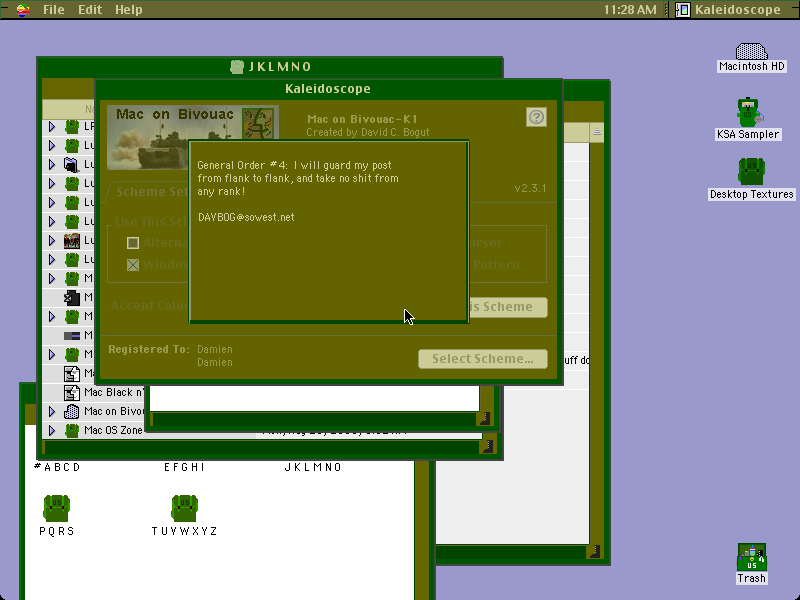 File Edit Help
11:28 AM Kaleidoscope
Macintosh HD
KSA Sampler
Desktop Textures
Trash
JKLMNO
Kaleidoscope
Mac on Bivouac
Mac on Bivouac-K1
Created by David C. Bogut
General Order #4: I will guard my post
from flank to flank, and take no shit from
any rank!
DAYBOG@sowest.net
v2.3.1
Scheme Set
Use This Sc
Alterna
Window
ursor
Pattern
Accent Colo
is Scheme
Registered To: Damien
Damien
Select Scheme...
Lu
Lu
Lu
Lu
Lu
Lu
Lu
M
M
M
M
M
Ma
Mac Black n'
Mac on Bivou
Mac OS Zone
uff do
#ABCD EFGHI JKLMNO
PQRS TUYWXYZ